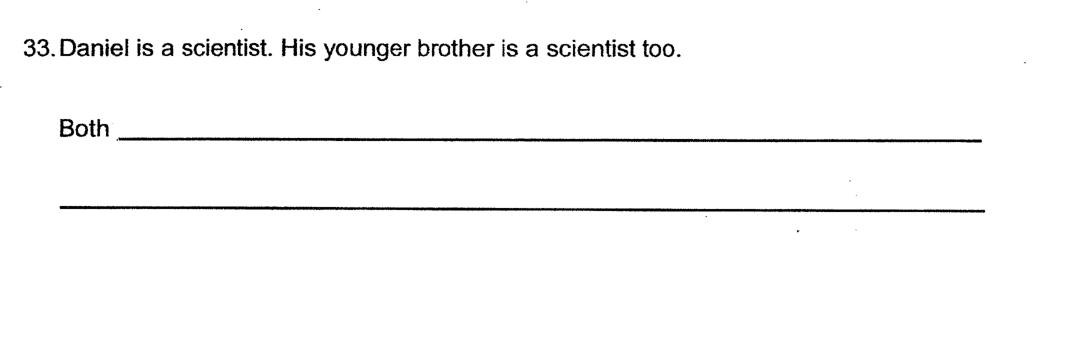 33. Daniel is a scientist. His younger brother is a scientist too.
Both